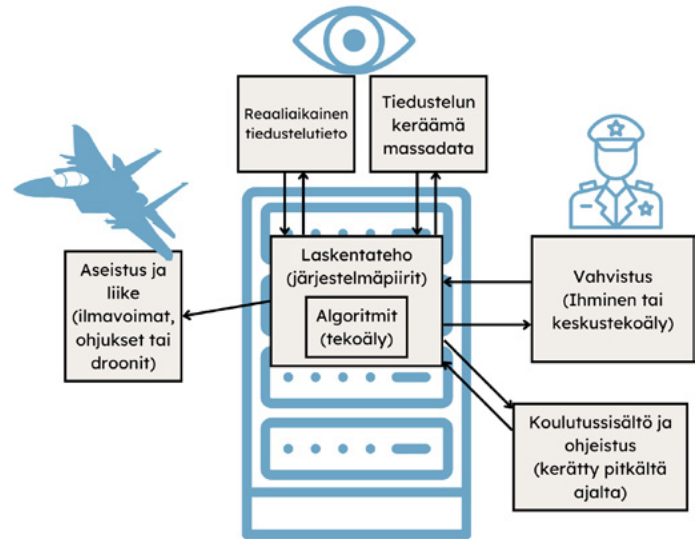 Reaaliaikainen
tiedustelutieto
Tiedustelun
keräämä
massadata
Laskentateho
(järjestelmäpiirit)
Algoritmit
(tekoäly)
Aseistus ja
liike
(ilmavoimat,
ohjukset tai
droonit)
Vahvistus
(Ihminen tai
keskustekoäly)
Koulutussisältö ja
ohjeistus
(kerätty pitkältä
ajalta)